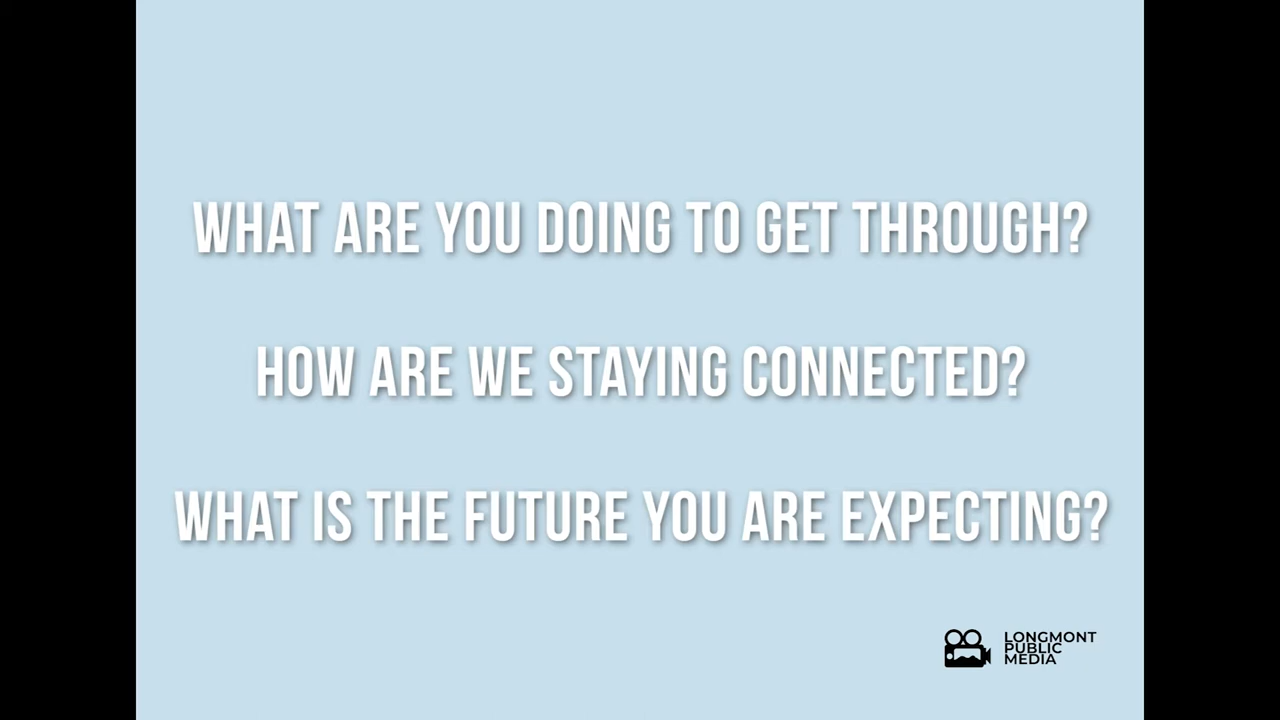 WHAT ARE YOU DOING TO GET THROUGH?
HOW ARE WE STAYING CONNECTED?
WHAT IS THE FUTURE YOU ARE EXPECTING?
LONGMONT
PUBLIC
MEDIA